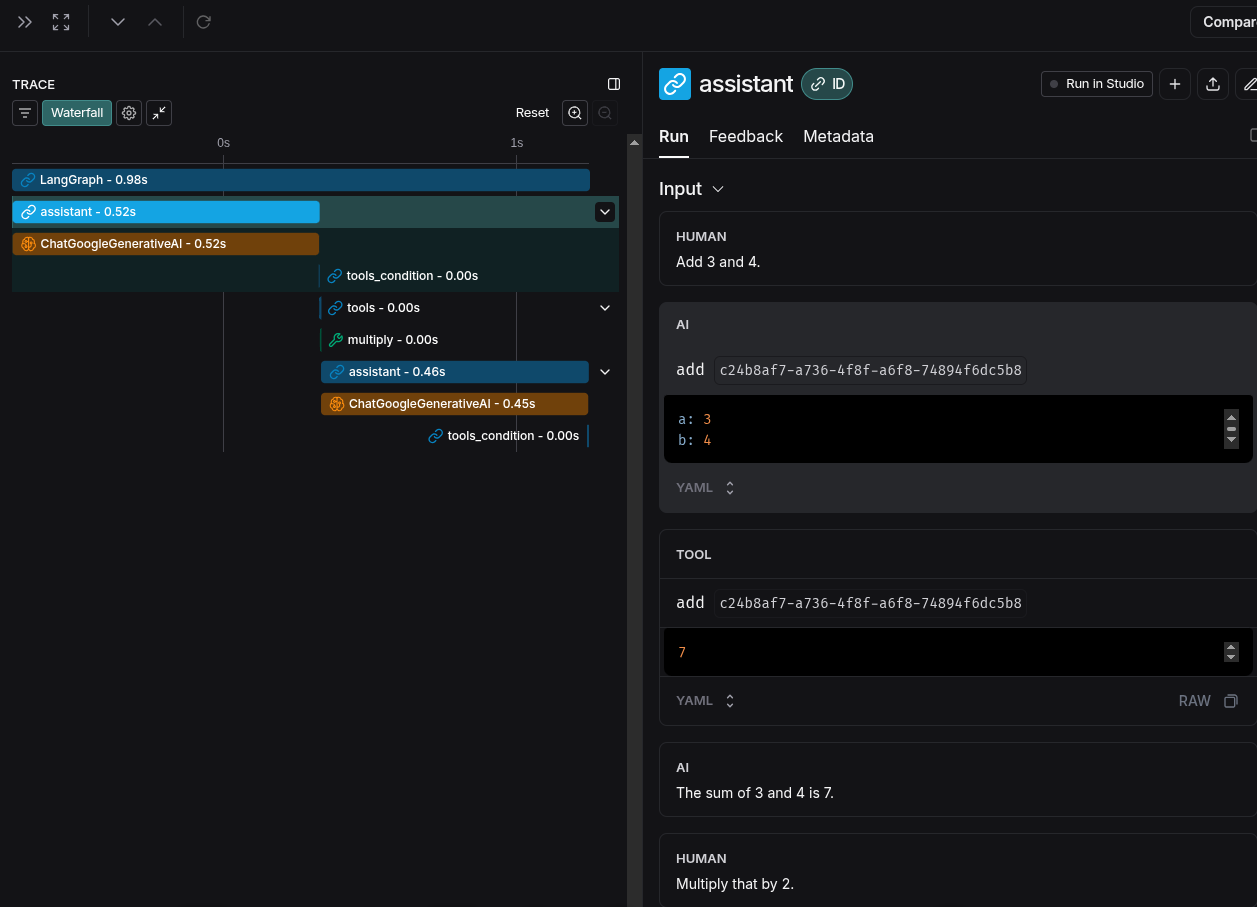 Compar
TRACE
Waterfall
Reset
0s 1s
LangGraph - 0.98s
assistant - 0.52s
ChatGoogleGenerativeAI - 0.52s
tools_condition - 0.00s
tools - 0.00s
multiply - 0.00s
assistant - 0.46s
ChatGoogleGenerativeAI - 0.45s
tools_condition - 0.00s
assistant ID
Run in Studio
Run Feedback Metadata
Input
HUMAN
Add 3 and 4.
AI
add c24b8af7-a736-4f8f-a6f8-74894f6dc5b8
a: 3
b: 4
YAML
TOOL
add c24b8af7-a736-4f8f-a6f8-74894f6dc5b8
7
YAML RAW
AI
The sum of 3 and 4 is 7.
HUMAN
Multiply that by 2.